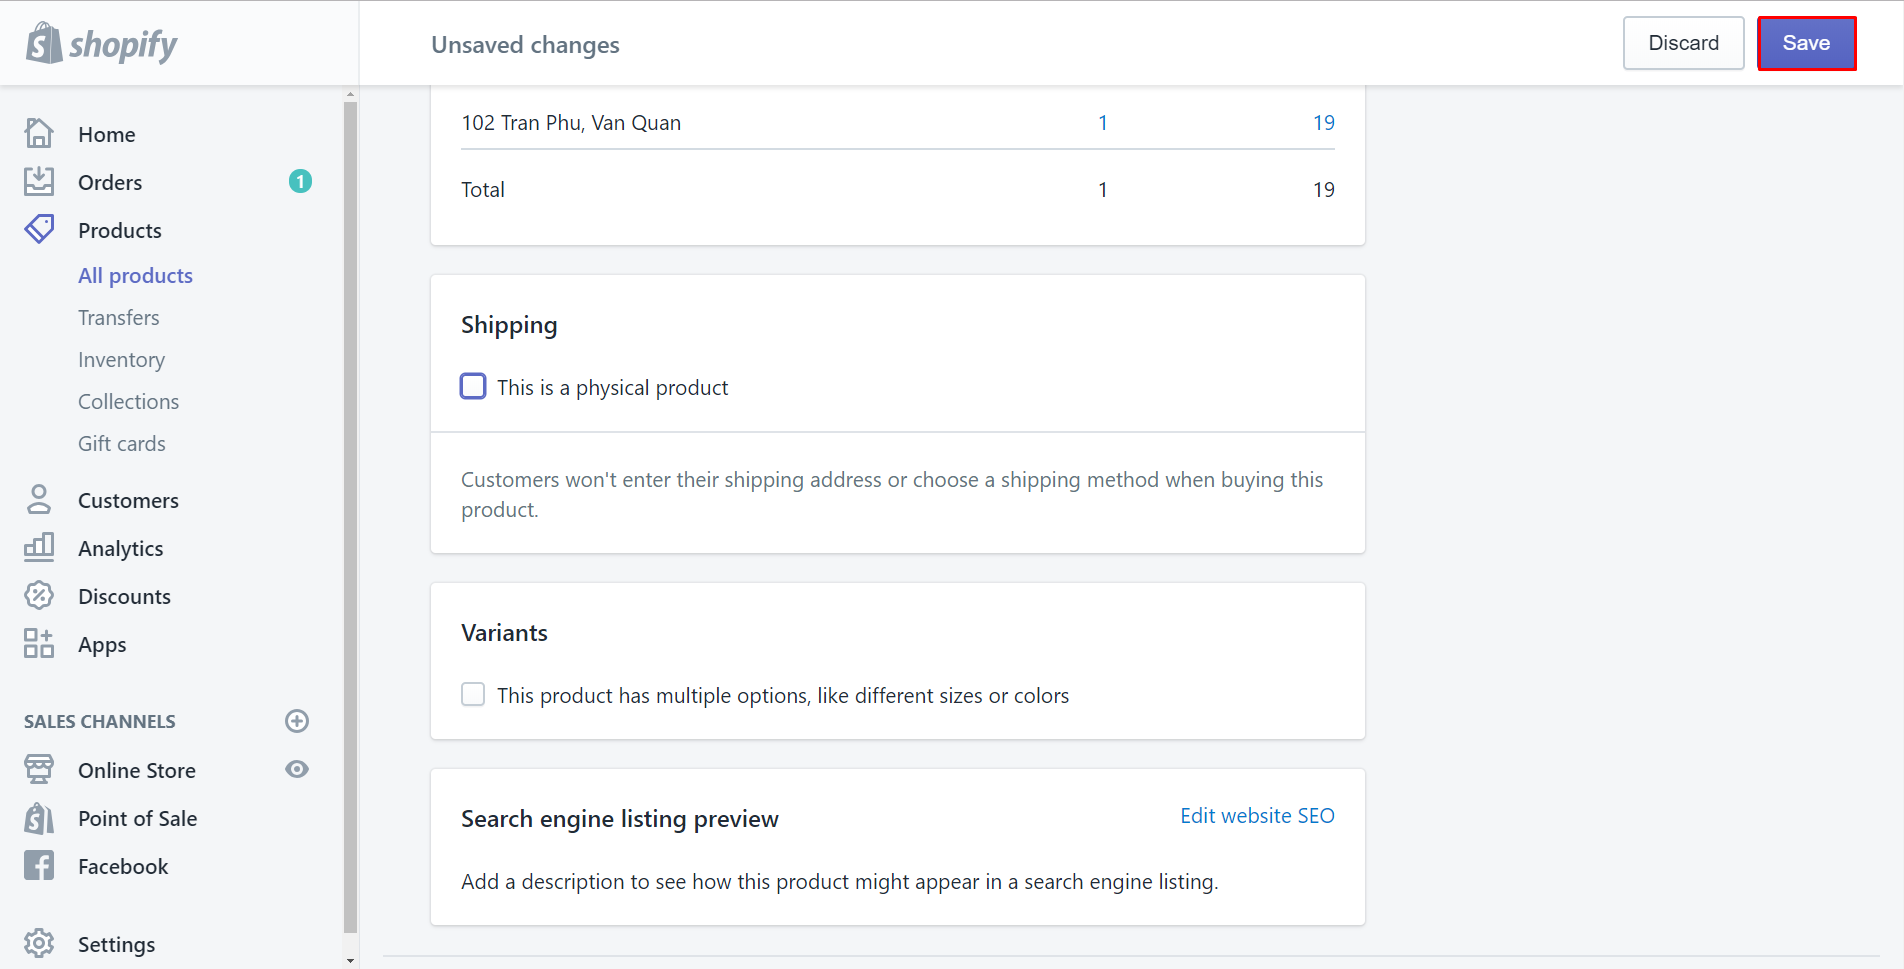 shopify
Unsaved changes
Discard
Save
Home
Orders 1
Products
All products
Transfers
Inventory
Collections
Gift cards
Customers
Analytics
Discounts
Apps
SALES CHANNELS
Online Store
Point of Sale
Facebook
Settings
102 Tran Phu, Van Quan 1 19
Total 1 19
Shipping
This is a physical product
Customers won't enter their shipping address or choose a shipping method when buying this
product.
Variants
This product has multiple options, like different sizes or colors
Search engine listing preview Edit website SEO
Add a description to see how this product might appear in a search engine listing.